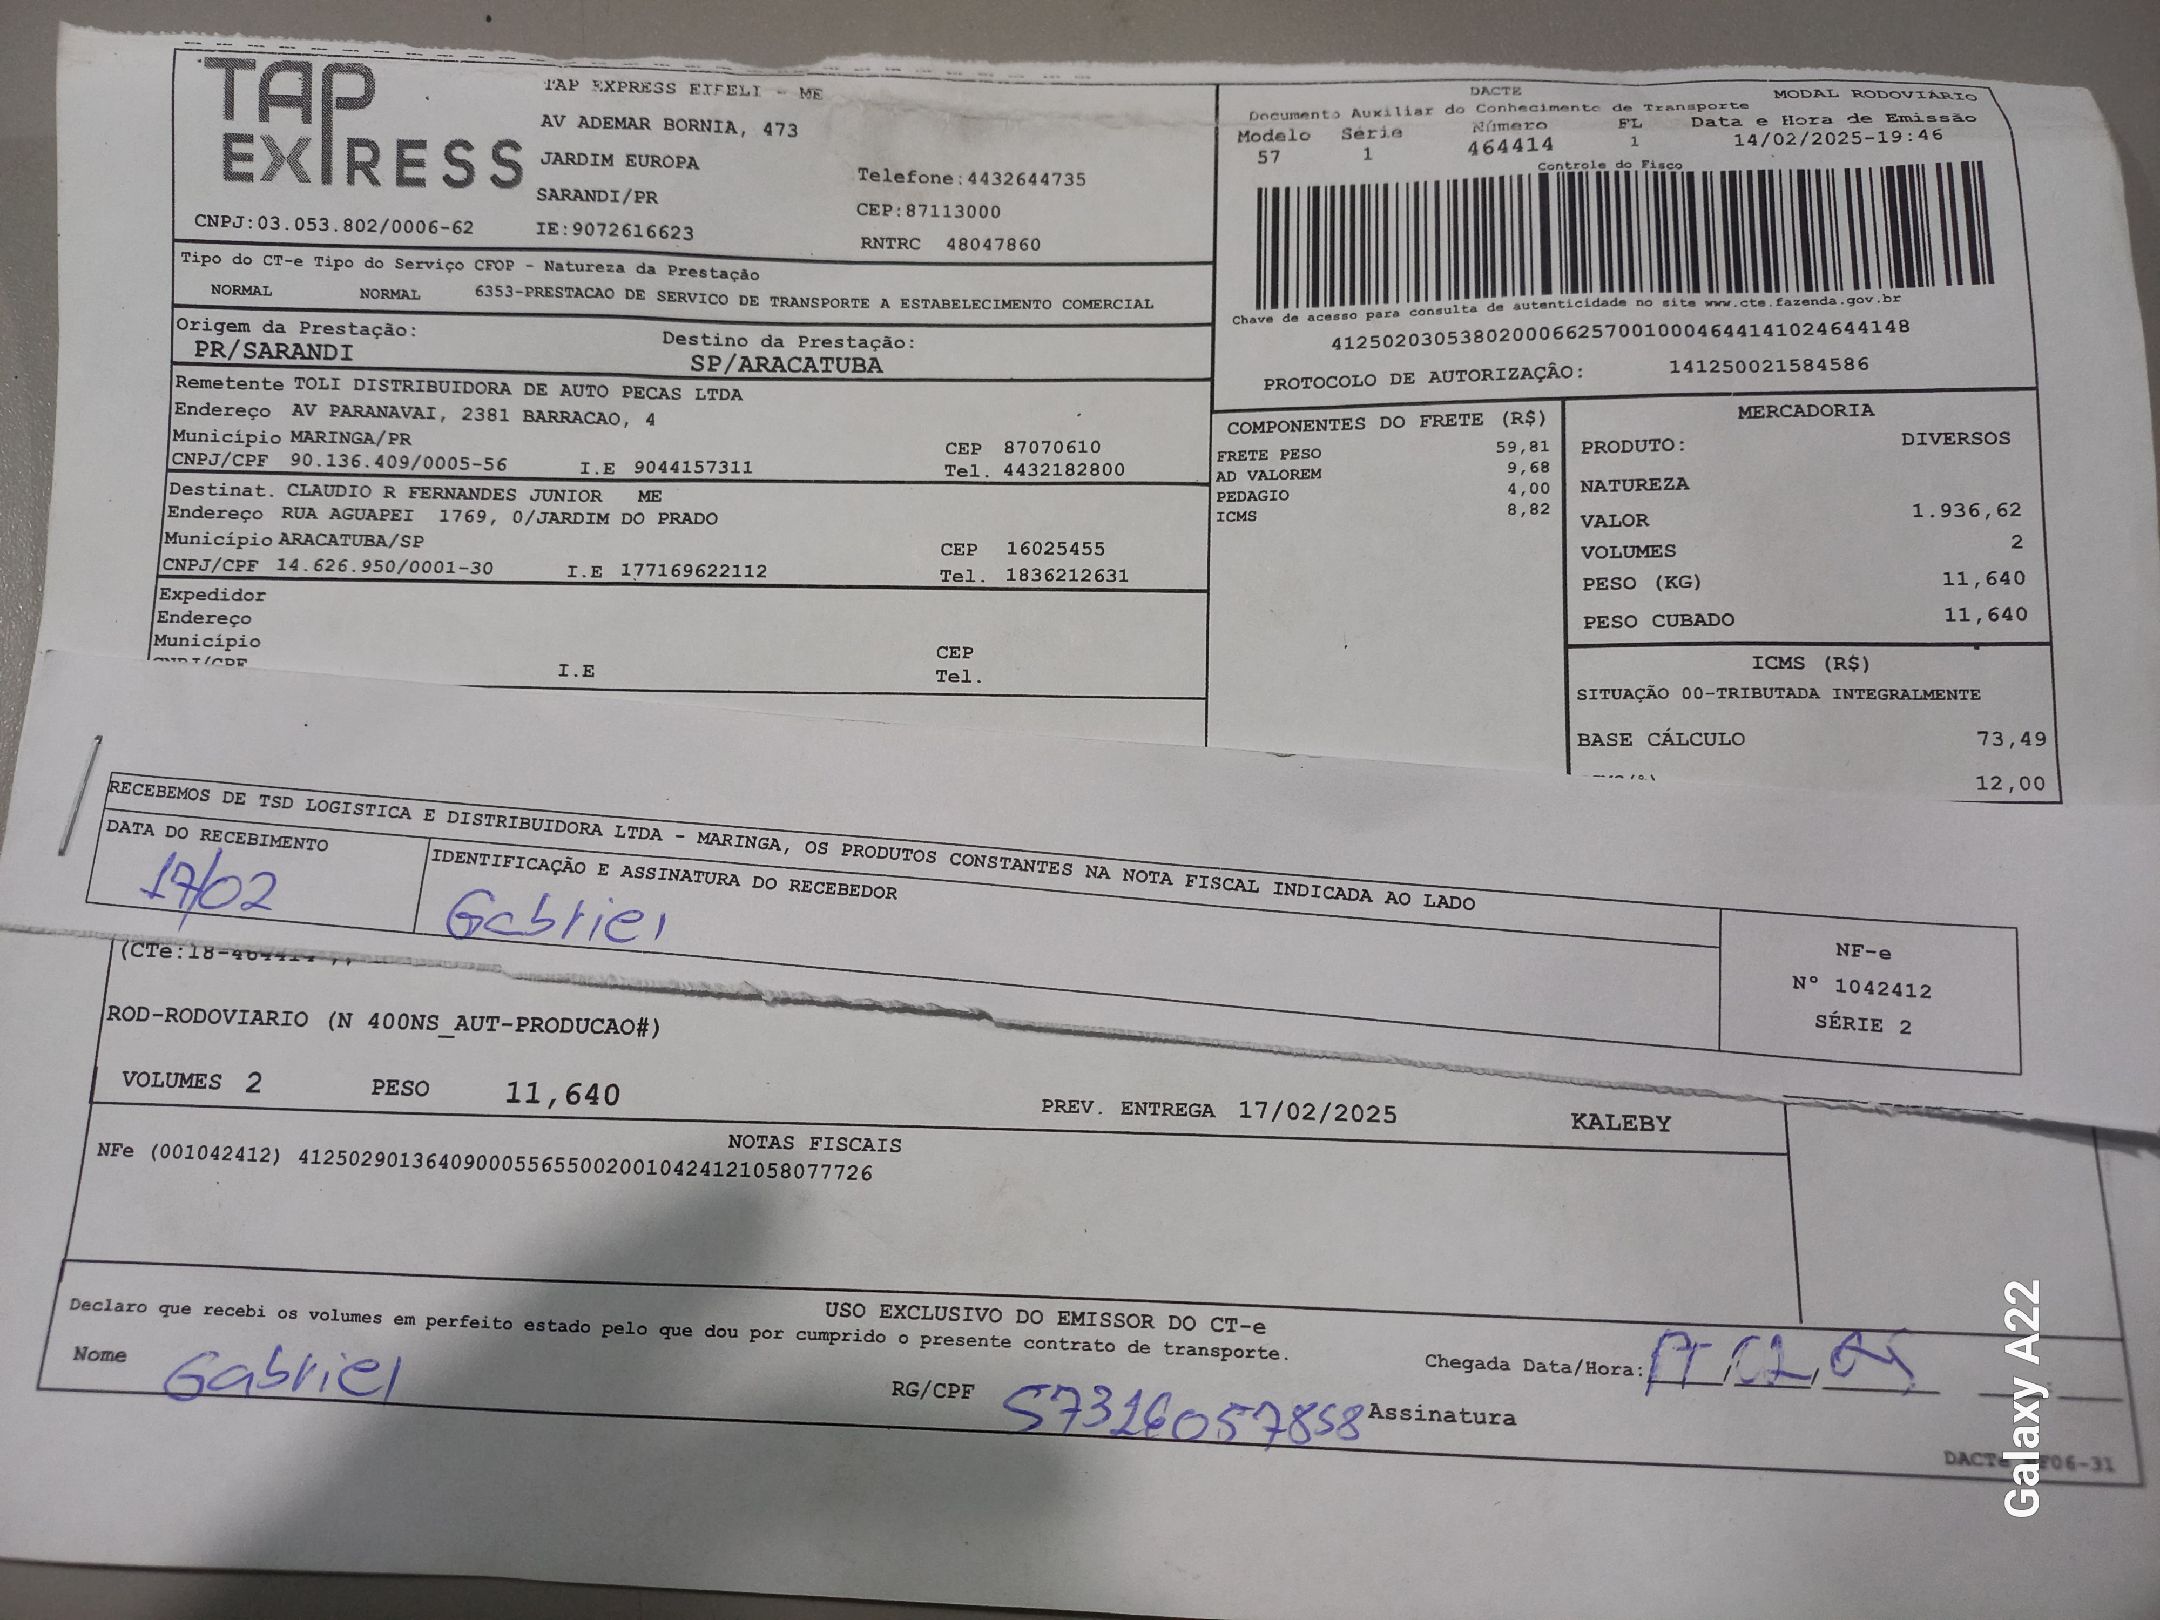 TAP EXPRESS
TAP EXPRESS EIFELI - ME
AV ADEMAR BORNIA, 473
JARDIM EUROPA
Telefone:4432644735
SARANDI/PR
CEP:87113000
CNPJ:03.053.802/0006-62 IE:9072616623
RNTRC 48047860
DACTE
MODAL RODOVIÁRIO
Documento Auxiliar do Conhecimento de Transporte
Modelo Série Número FL Data e Hora de Emissão
57 1 464414 1 14/02/2025-19:46
Controle do Fisco
Chave de acesso para consulta de autenticidade no site www.cte.fazenda.gov.br
41250203053802000662570010004644141024644148
PROTOCOLO DE AUTORIZAÇÃO: 141250021584586
Tipo do CT-e Tipo do Serviço CFOP - Natureza da Prestação
NORMAL NORMAL 6353-PRESTACAO DE SERVICO DE TRANSPORTE A ESTABELECIMENTO COMERCIAL
Origem da Prestação: Destino da Prestação:
PR/SARANDI SP/ARACATUBA
Remetente TOLI DISTRIBUIDORA DE AUTO PECAS LTDA
Endereço AV PARANAVAI, 2381 BARRACAO, 4
Município MARINGA/PR CEP 87070610
CNPJ/CPF 90.136.409/0005-56 I.E 9044157311 Tel. 4432182800
Destinat. CLAUDIO R FERNANDES JUNIOR ME
Endereço RUA AGUAPEI 1769, 0/JARDIM DO PRADO
Município ARACATUBA/SP CEP 16025455
CNPJ/CPF 14.626.950/0001-30 I.E 177169622112 Tel. 1836212631
Expedidor
Endereço
Município CEP
CNPJ/CPF I.E Tel.
COMPONENTES DO FRETE (R$)
FRETE PESO 59,81
AD VALOREM 9,68
PEDAGIO 4,00
ICMS 8,82
MERCADORIA
PRODUTO: DIVERSOS
NATUREZA
VALOR 1.936,62
VOLUMES 2
PESO (KG) 11,640
PESO CUBADO 11,640
ICMS (R$)
SITUAÇÃO 00-TRIBUTADA INTEGRALMENTE
BASE CÁLCULO 73,49
12,00
RECEBEMOS DE TSD LOGISTICA E DISTRIBUIDORA LTDA - MARINGA, OS PRODUTOS CONSTANTES NA NOTA FISCAL INDICADA AO LADO
DATA DO RECEBIMENTO IDENTIFICAÇÃO E ASSINATURA DO RECEBEDOR
17/02 Gabriel
NF-e
Nº 1042412
SÉRIE 2
(CTe:18-464414
ROD-RODOVIARIO (N 400NS_AUT-PRODUCAO#)
VOLUMES 2 PESO 11,640 PREV. ENTREGA 17/02/2025 KALEBY
NOTAS FISCAIS
NFe (001042412) 41250290136409000556550020010424121058077726
USO EXCLUSIVO DO EMISSOR DO CT-e
Declaro que recebi os volumes em perfeito estado pelo que dou por cumprido o presente contrato de transporte.
Nome Gabriel RG/CPF 57316057858 Assinatura
Chegada Data/Hora: 17/02/25
Galaxy A22